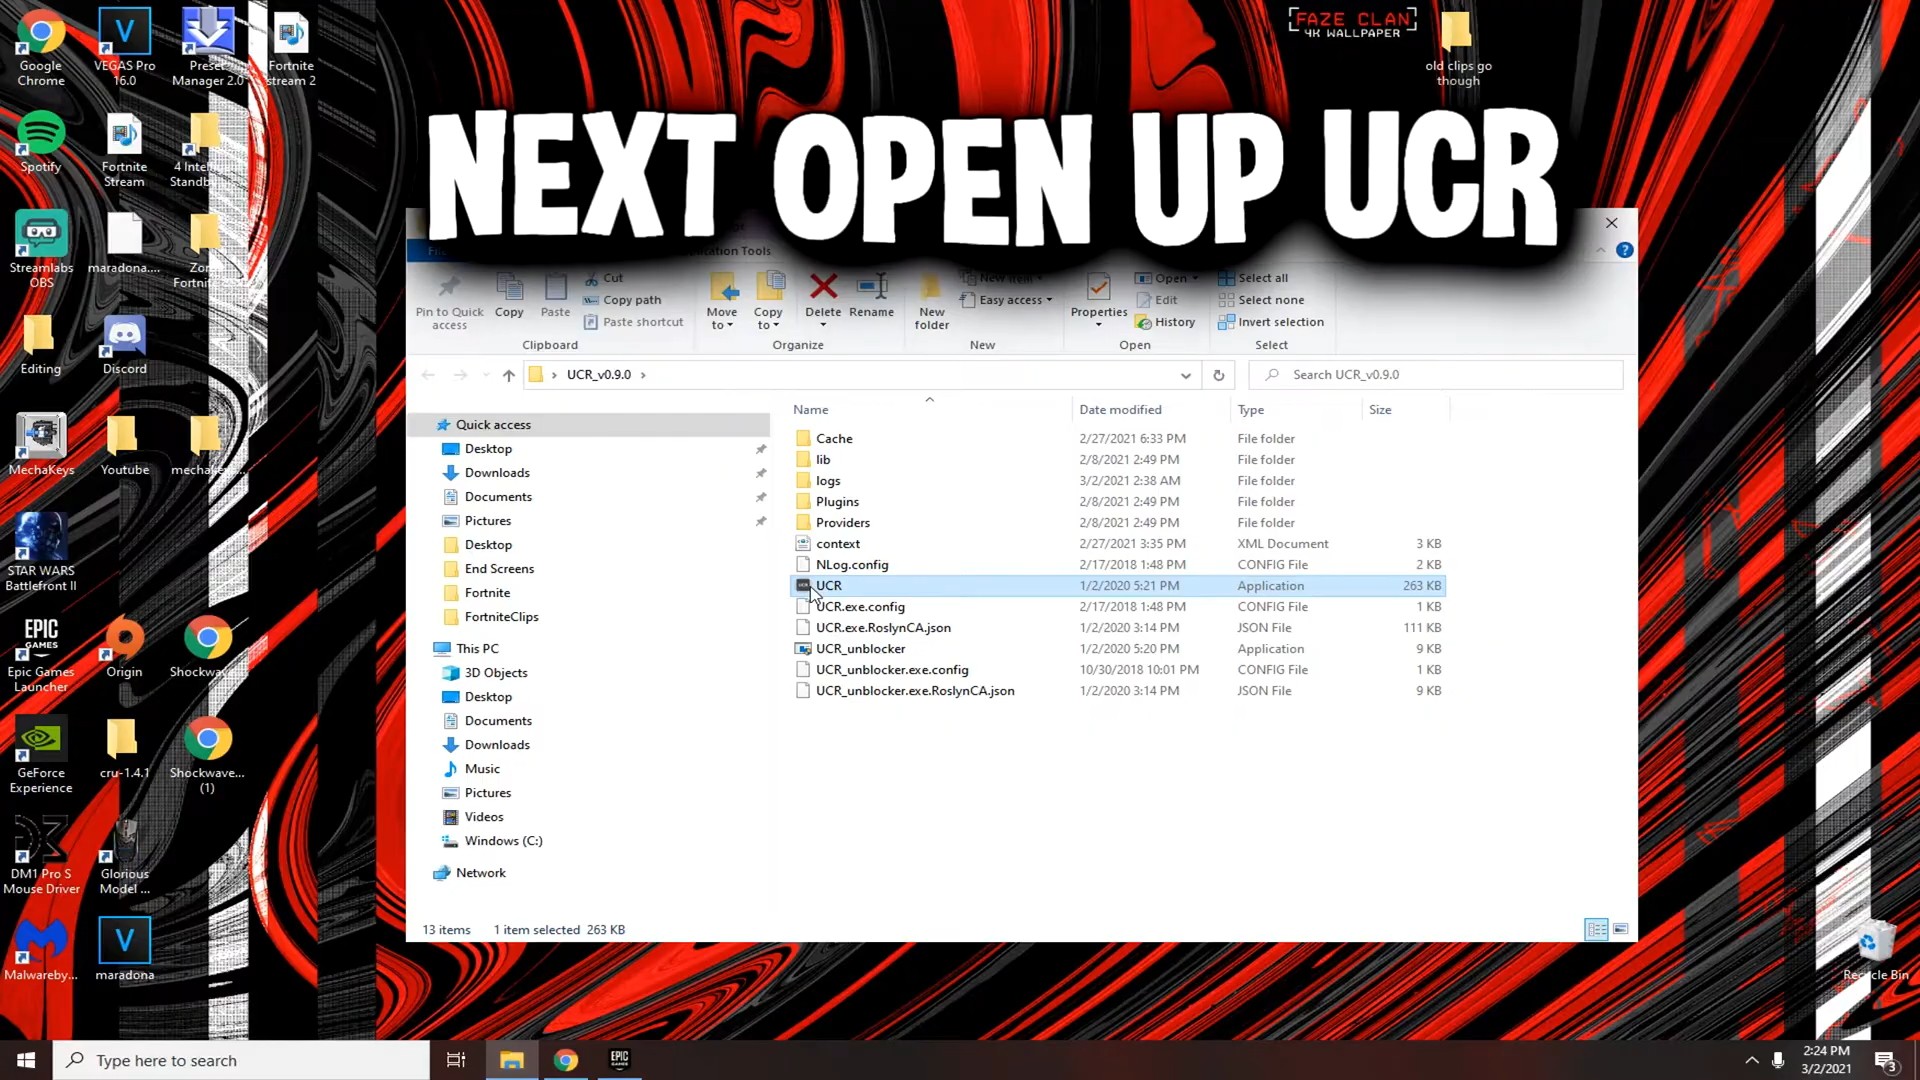 Google
Chrome
VEGAS Pro
16.0
Preset
Manager 2.0
Fortnite
stream 2
FAZE CLAN
4K WALLPAPER
old clips go
though
NEXT OPEN UP UCR
Spotify
Fortnite
Stream
Streamlabs
OBS
maradona....
Editing
Discord
MechaKeys
Youtube
STAR WARS
Battlefront II
EPIC
GAMES
Epic Games
Launcher
Origin
Shockwave...
GeForce
Experience
cru-1.4.1
Shockwave...
(1)
DM1 Pro S
Mouse Driver
Glorious
Model ...
Malwareby...
maradona
Recycle Bin
Pin to Quick
access
Copy
Paste
Cut
Copy path
Paste shortcut
Clipboard
Move
to
Copy
to
Delete
Rename
Organize
New
folder
New item
Easy access
New
Properties
Open
Edit
History
Open
Select all
Select none
Invert selection
Select
UCR_v0.9.0
Search UCR_v0.9.0
Quick access
Desktop
Downloads
Documents
Pictures
Desktop
End Screens
Fortnite
FortniteClips
This PC
3D Objects
Desktop
Documents
Downloads
Music
Pictures
Videos
Windows (C:)
Network
Name Date modified Type Size
Cache 2/27/2021 6:33 PM File folder
lib 2/8/2021 2:49 PM File folder
logs 3/2/2021 2:38 AM File folder
Plugins 2/8/2021 2:49 PM File folder
Providers 2/8/2021 2:49 PM File folder
context 2/27/2021 3:35 PM XML Document 3 KB
NLog.config 2/17/2018 1:48 PM CONFIG File 2 KB
UCR 1/2/2020 5:21 PM Application 263 KB
UCR.exe.config 2/17/2018 1:48 PM CONFIG File 1 KB
UCR.exe.RoslynCA.json 1/2/2020 3:14 PM JSON File 111 KB
UCR_unblocker 1/2/2020 5:20 PM Application 9 KB
UCR_unblocker.exe.config 10/30/2018 10:01 PM CONFIG File 1 KB
UCR_unblocker.exe.RoslynCA.json 1/2/2020 3:14 PM JSON File 9 KB
13 items 1 item selected 263 KB
Type here to search
EPIC
GAMES
2:24 PM
3/2/2021
3